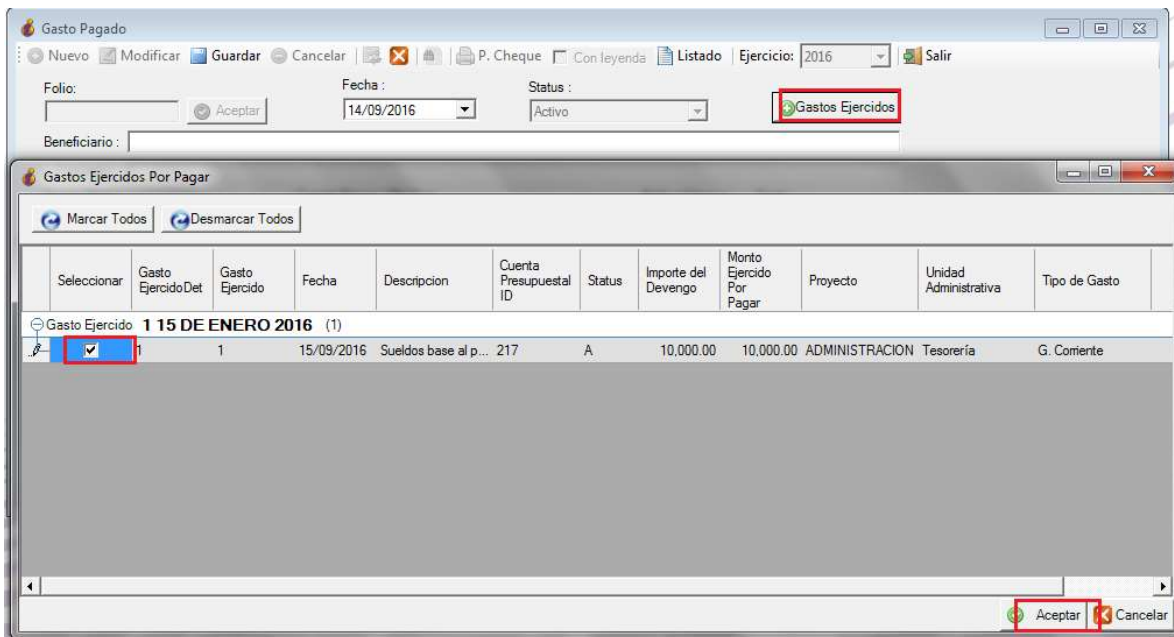 Gasto Pagado
Nuevo Modificar Guardar Cancelar P. Cheque Con leyenda Listado Ejercicio: 2016 Salir
Folio: Fecha : Status :
Aceptar 14/09/2016 Activo Gastos Ejercidos
Beneficiario :
Gastos Ejercidos Por Pagar
Marcar Todos Desmarcar Todos
Seleccionar Gasto EjercidoDet Gasto Ejercido Fecha Descripcion Cuenta Presupuestal ID Status Importe del Devengo Monto Ejercido Por Pagar Proyecto Unidad Administrativa Tipo de Gasto
Gasto Ejercido 1 15 DE ENERO 2016 (1)
1 1 15/09/2016 Sueldos base al p... 217 A 10,000.00 10,000.00 ADMINISTRACION Tesorería G. Corriente
Aceptar Cancelar